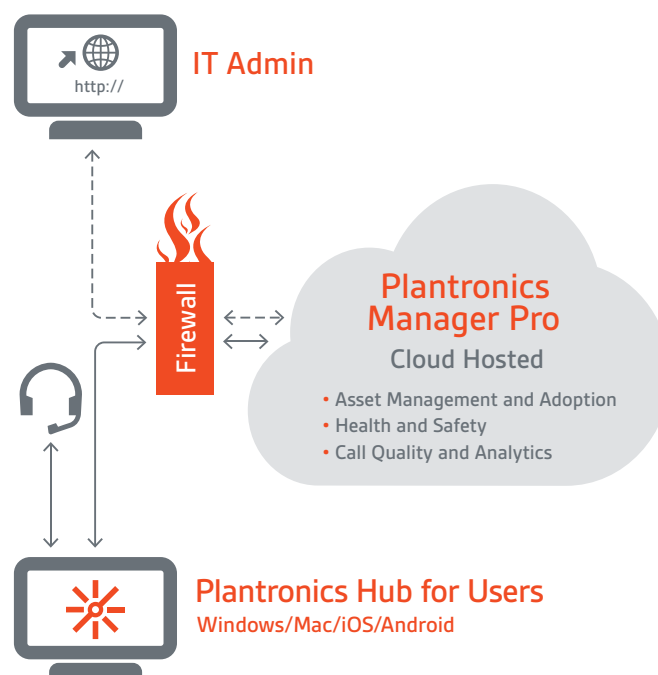 IT Admin
http://
Firewall
Plantronics
Manager Pro
Cloud Hosted
• Asset Management and Adoption
• Health and Safety
• Call Quality and Analytics
Plantronics Hub for Users
Windows/Mac/iOS/Android